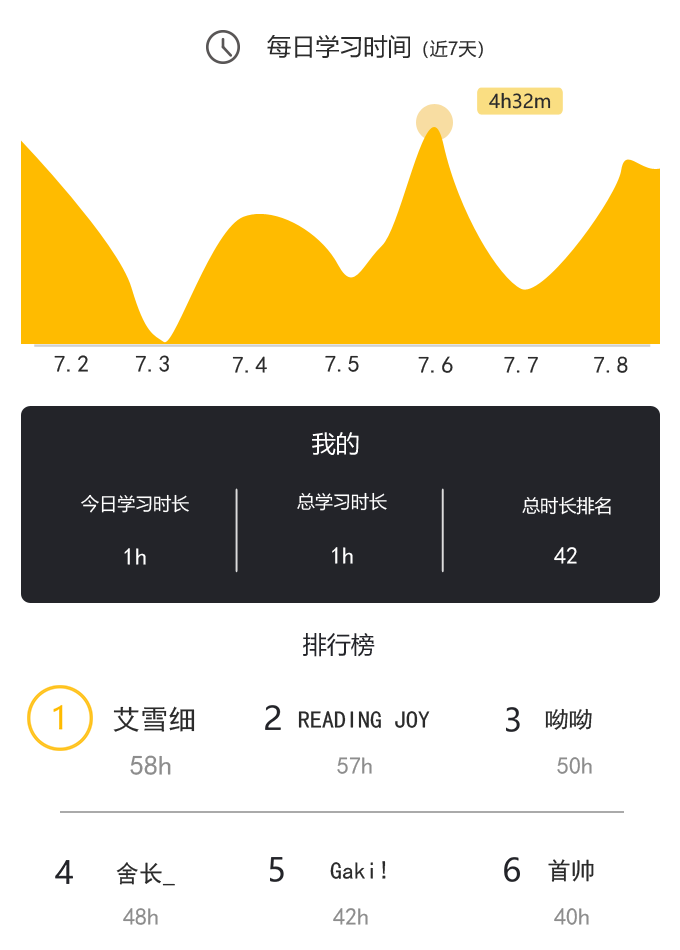 每日学习时间 (近7天)
4h32m
7.2 7.3 7.4 7.5 7.6 7.7 7.8
我的
今日学习时长 总学习时长 总时长排名
1h 1h 42
排行榜
1 艾雪细 2 READING JOY 3 呦呦
58h 57h 50h
4 舍长_ 5 Gaki! 6 首帅
48h 42h 40h